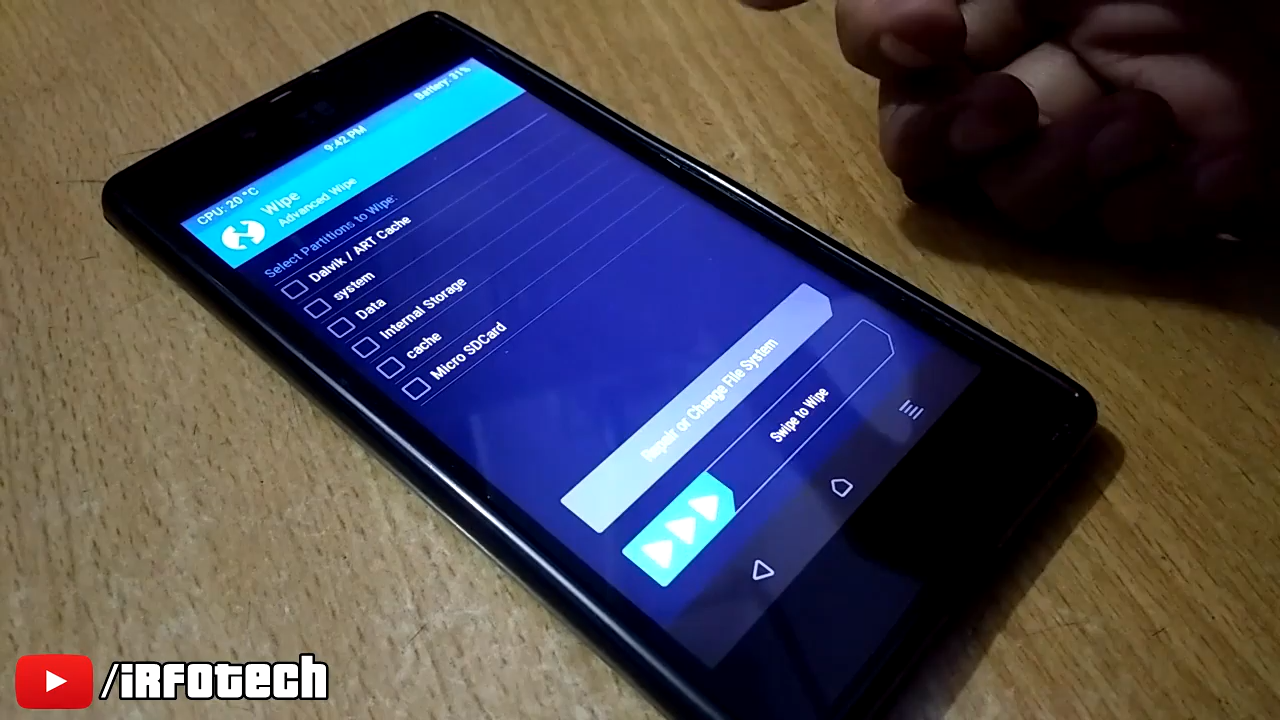 CPU: 20 °C
9:42 PM
Battery: 31%
Wipe
Advanced Wipe
Select Partitions to Wipe:
Dalvik / ART Cache
system
Data
Internal Storage
cache
Micro SDCard
Repair or Change File System
Swipe to Wipe
/iRFOtech